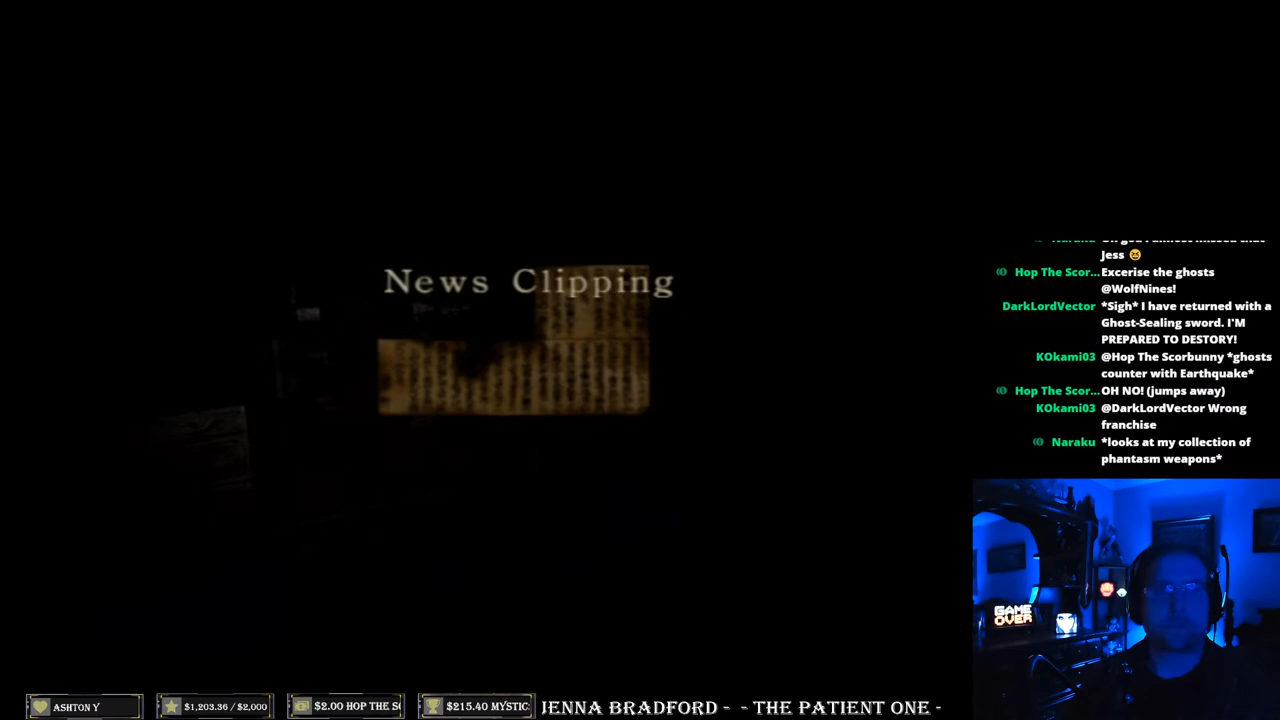 News Clipping
Jess
Hop The Scor... Excerise the ghosts
@WolfNines!
DarkLordVector *Sigh* I have returned with a
Ghost-Sealing sword. I'M
PREPARED TO DESTORY!
KOkami03 @Hop The Scorbunny *ghosts
counter with Earthquake*
Hop The Scor... OH NO! (jumps away)
KOkami03 @DarkLordVector Wrong
franchise
Naraku *looks at my collection of
phantasm weapons*
GAME
OVER
ASHTON Y
$1,203.36 / $2,000
$2.00 HOP THE S
$215.40 MYSTIC
JENNA BRADFORD - - THE PATIENT ONE -